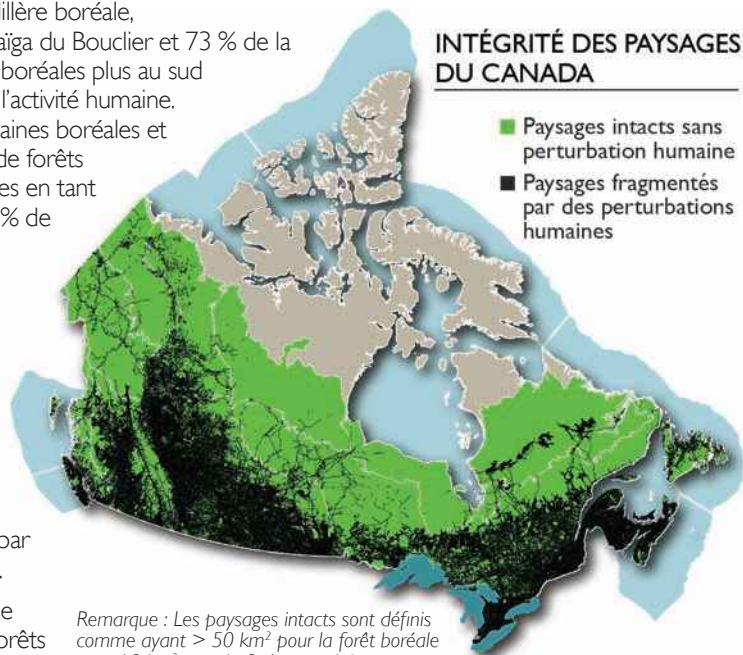 illère boréale,
aïga du Bouclier et 73 % de la
boréales plus au sud
l'activité humaine.
aines boréales et
de forêts
es en tant
% de
par
e
orêts
INTÉGRITÉ DES PAYSAGES
DU CANADA
Paysages intacts sans
perturbation humaine
Paysages fragmentés
par des perturbations
humaines
Remarque : Les paysages intacts sont définis
comme ayant > 50 km² pour la forêt boréale